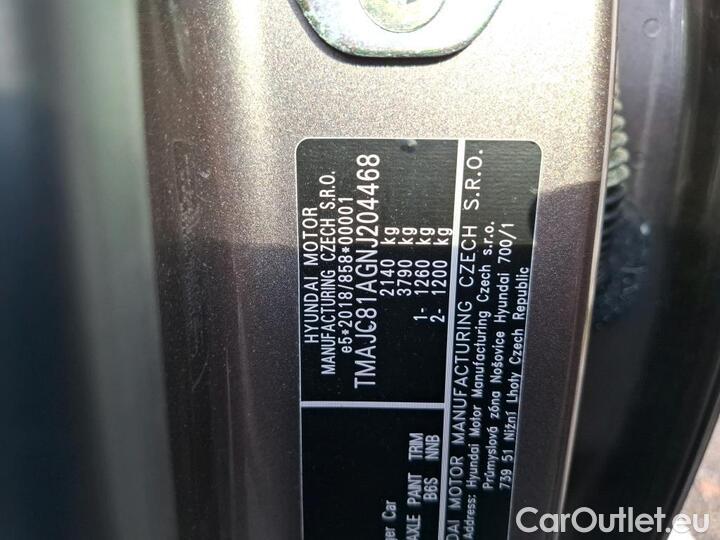 HYUNDAI MOTOR
MANUFACTURING CZECH S.R.O.
e5*2018/858*00001
TMAJC81AGNJ204468
2140 kg
3790 kg
1- 1260 kg
2- 1200 kg
ger Car
AXLE PAINT TRIM
B6S NNB
DAI MOTOR MANUFACTURING CZECH S.R.O.
Address: Hyundai Motor Manufacturing Czech s.r.o.
Průmyslová zóna Nošovice Hyundai 700/1
739 51 Nižní Lhoty Czech Republic
CarOutlet.eu